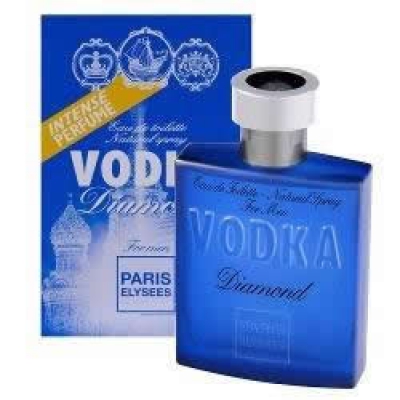 INTENSE
PERFUME
Eau de toilette
Natural spray
VODK
Diamond
For men
PARIS
ELYSEES
Eau de Toilette - Natural Spray
For Men
VODKA
Diamond